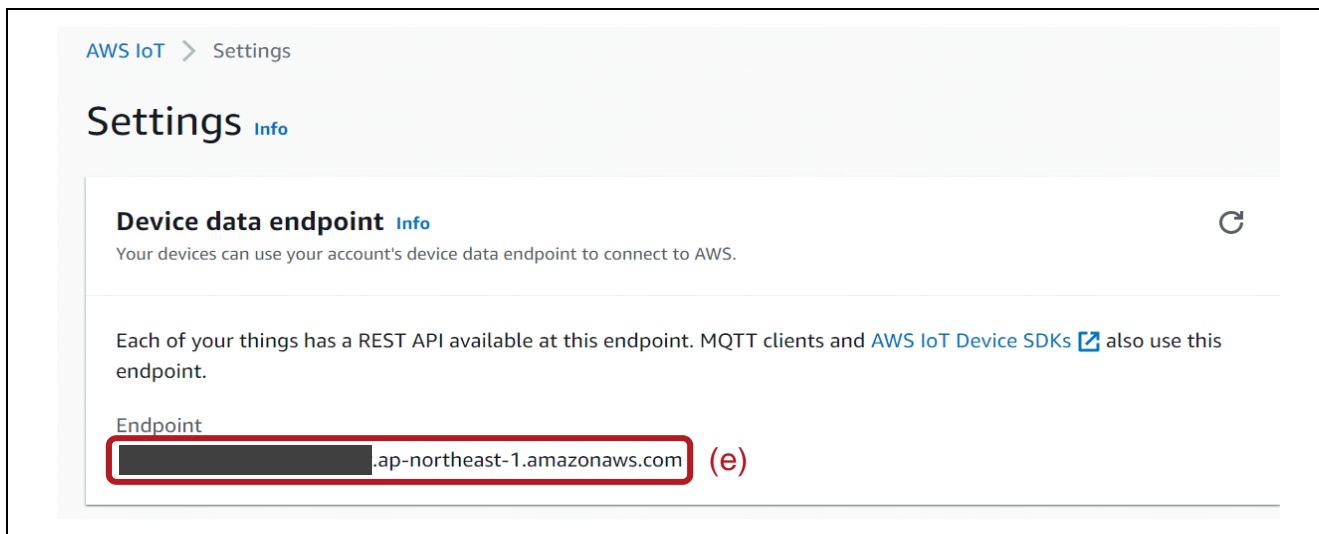 AWS IoT > Settings
Settings Info
Device data endpoint Info
Your devices can use your account's device data endpoint to connect to AWS.
Each of your things has a REST API available at this endpoint. MQTT clients and AWS IoT Device SDKs also use this
endpoint.
Endpoint
.ap-northeast-1.amazonaws.com (e)